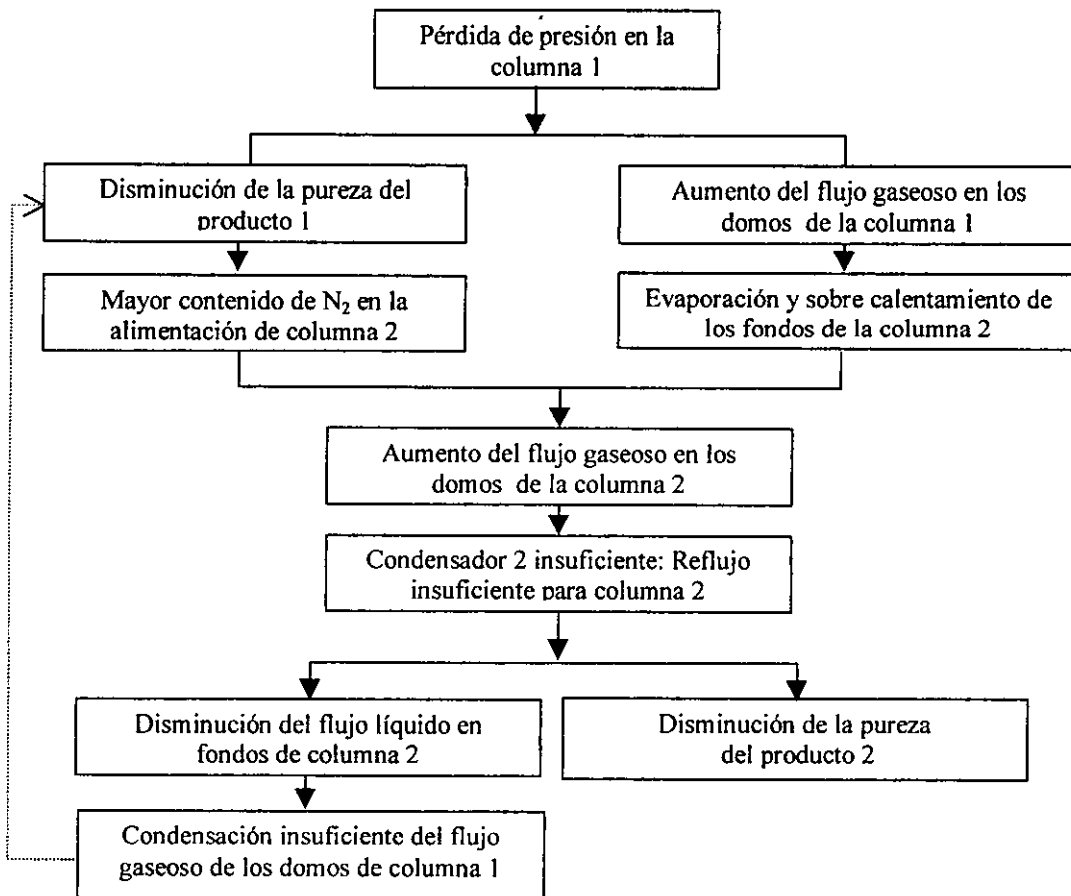 Pérdida de presión en la
columna 1
Disminución de la pureza del
producto 1
Aumento del flujo gaseoso en los
domos de la columna 1
Mayor contenido de N₂ en la
alimentación de columna 2
Evaporación y sobre calentamiento de
los fondos de la columna 2
Aumento del flujo gaseoso en los
domos de la columna 2
Condensador 2 insuficiente: Reflujo
insuficiente para columna 2
Disminución del flujo líquido en
fondos de columna 2
Disminución de la pureza
del producto 2
Condensación insuficiente del flujo
gaseoso de los domos de columna 1